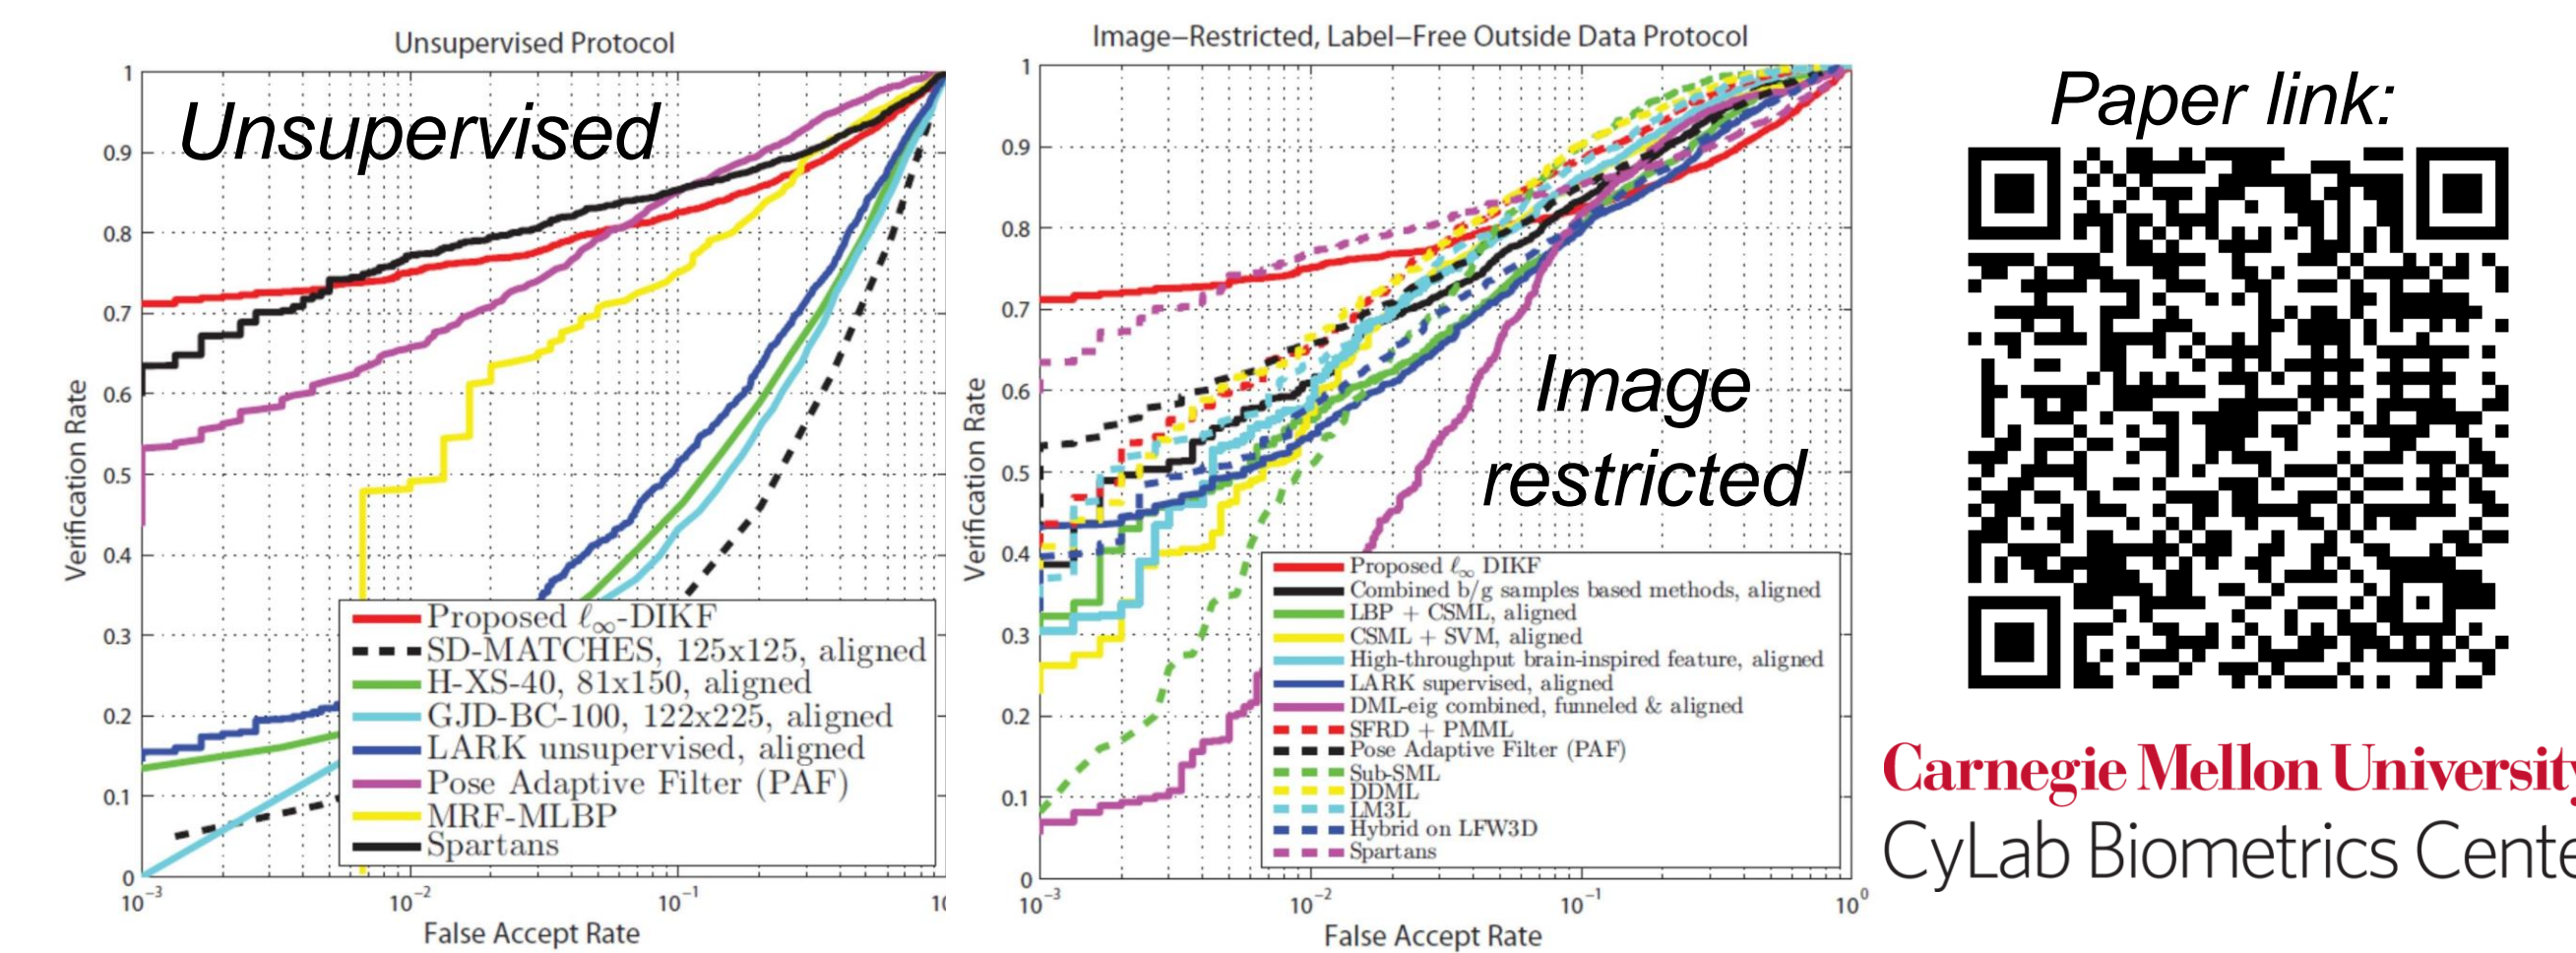 Unsupervised Protocol
Unsupervised
Verification Rate
1
0.9
0.8
0.7
0.6
0.5
0.4
0.3
0.2
0.1
0
Proposed ℓ∞-DIKF
SD-MATCHES, 125x125, aligned
H-XS-40, 81x150, aligned
GJD-BC-100, 122x225, aligned
LARK unsupervised, aligned
Pose Adaptive Filter (PAF)
MRF-MLBP
Spartans
10⁻³ 10⁻² 10⁻¹ 10
False Accept Rate
Image-Restricted, Label-Free Outside Data Protocol
Image
restricted
Verification Rate
1
0.9
0.8
0.7
0.6
0.5
0.4
0.3
0.2
0.1
0
Proposed ℓ∞ DIKF
Combined b/g samples based methods, aligned
LBP + CSML, aligned
CSML + SVM, aligned
High-throughput brain-inspired feature, aligned
LARK supervised, aligned
DML-eig combined, funneled & aligned
SFRD + PMML
Pose Adaptive Filter (PAF)
Sub-SML
DDML
LM3L
Hybrid on LFW3D
Spartans
10⁻³ 10⁻² 10⁻¹ 10⁰
False Accept Rate
Paper link:
Carnegie Mellon University
CyLab Biometrics Cente